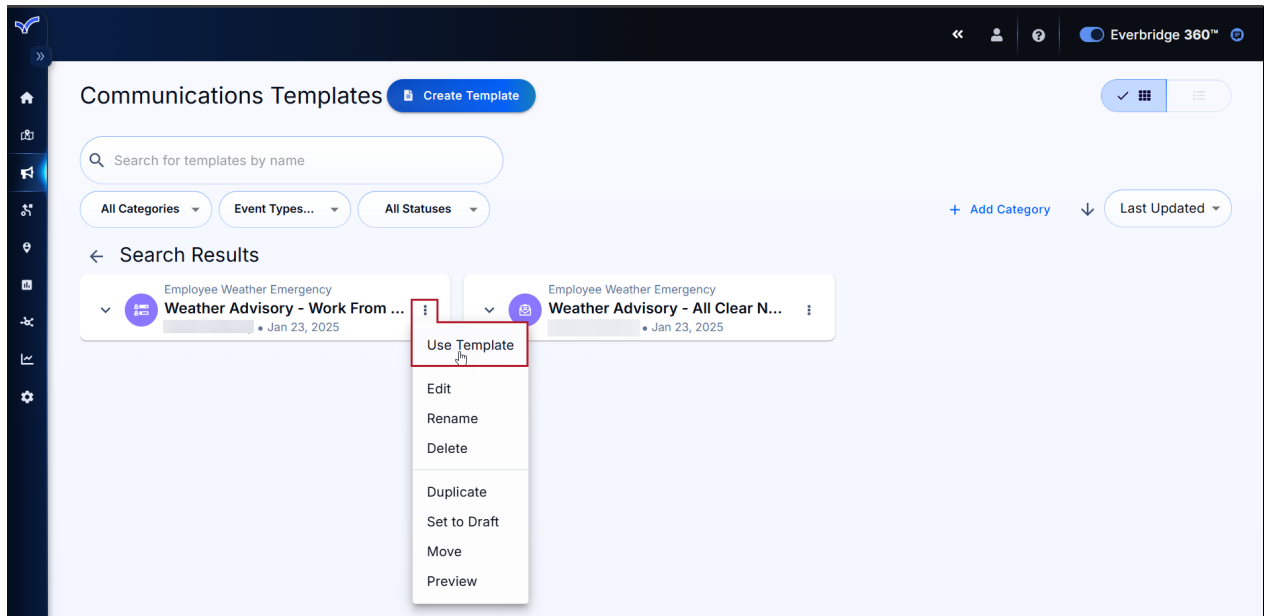 Everbridge 360™
Communications Templates
Create Template
Search for templates by name
All Categories
Event Types...
All Statuses
+ Add Category
Last Updated
Search Results
Employee Weather Emergency
Weather Advisory - Work From ...
• Jan 23, 2025
Employee Weather Emergency
Weather Advisory - All Clear N...
• Jan 23, 2025
Use Template
Edit
Rename
Delete
Duplicate
Set to Draft
Move
Preview